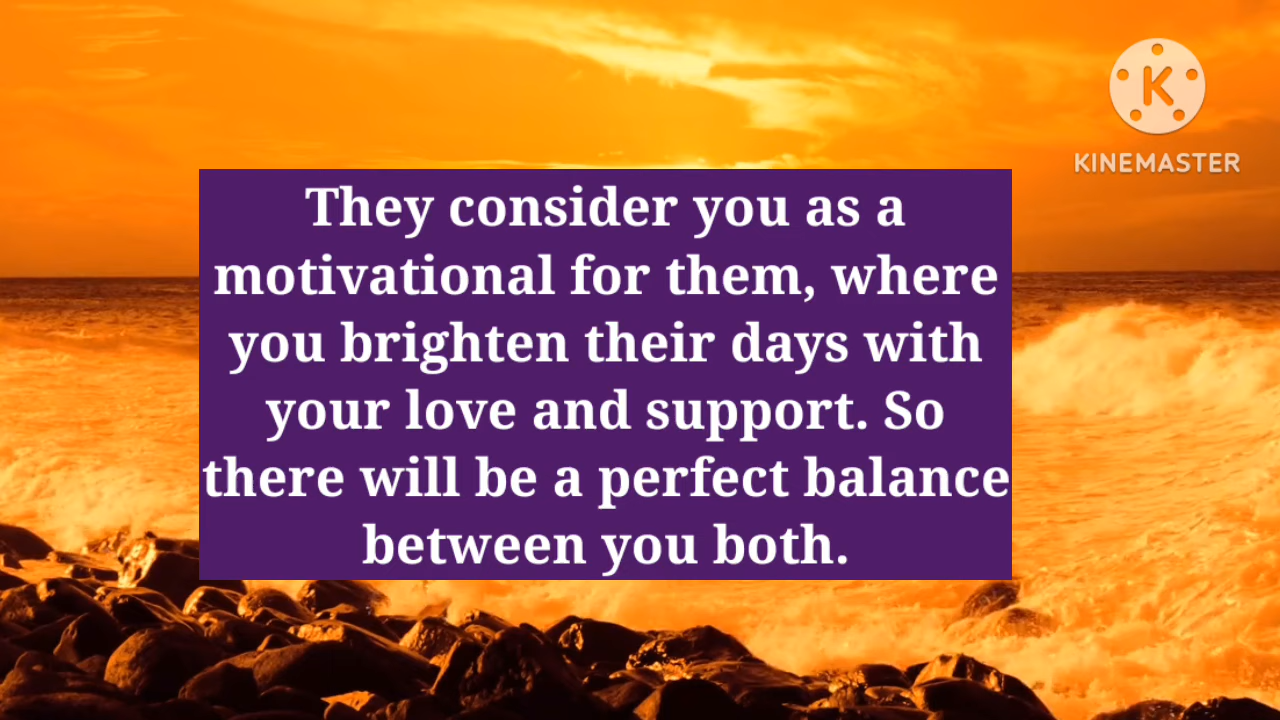 K
KINEMASTER
They consider you as a
motivational for them, where
you brighten their days with
your love and support. So
there will be a perfect balance
between you both.